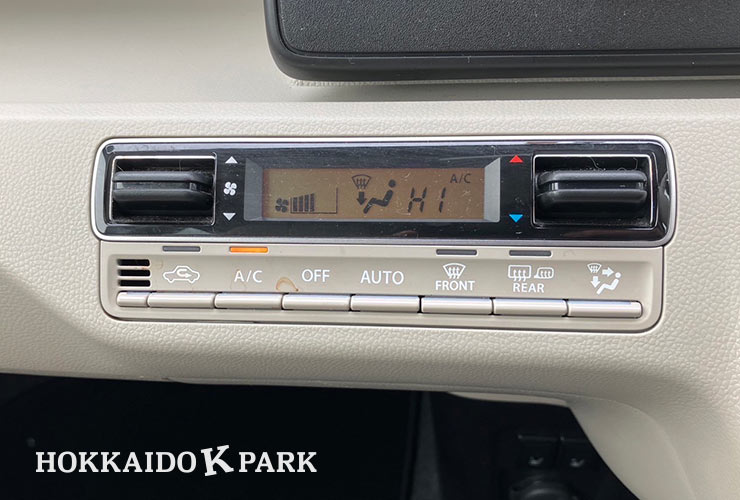 A/C
HI
A/C OFF AUTO FRONT REAR
HOKKAIDO K PARK